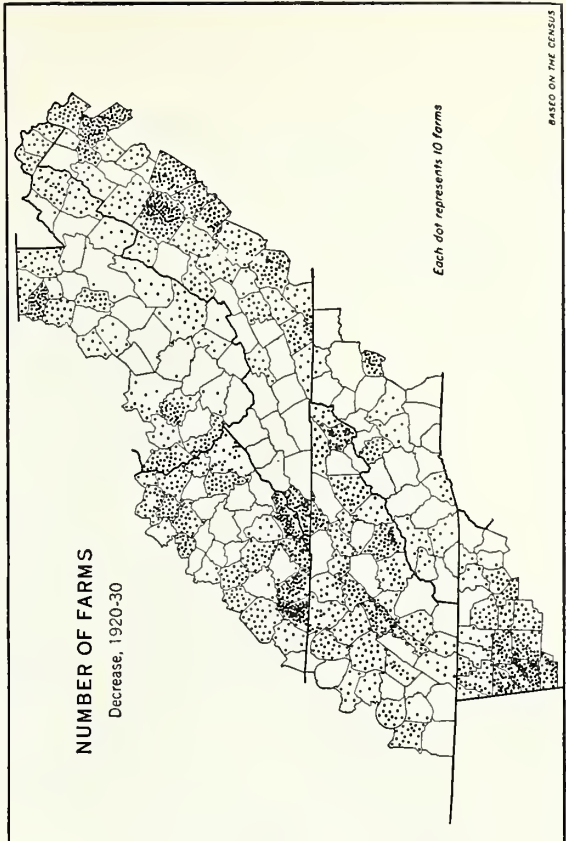 NUMBER OF FARMS
Decrease, 1920-30
Each dot represents 10 farms
BASED ON THE CENSUS